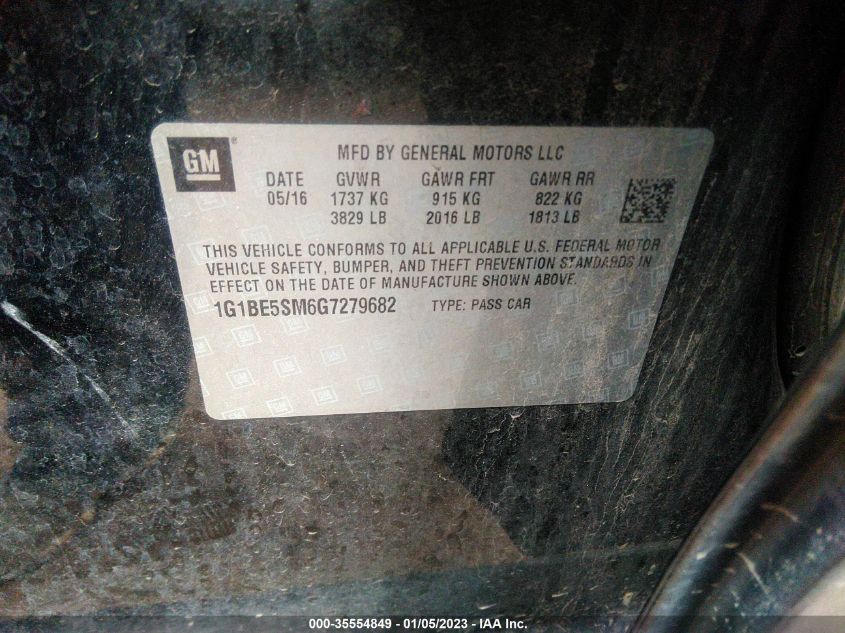 GM ®
MFD BY GENERAL MOTORS LLC
DATE GVWR GAWR FRT GAWR RR
05/16 1737 KG 915 KG 822 KG
3829 LB 2016 LB 1813 LB
THIS VEHICLE CONFORMS TO ALL APPLICABLE U.S. FEDERAL MOTOR
VEHICLE SAFETY, BUMPER, AND THEFT PREVENTION STANDARDS IN
EFFECT ON THE DATE OF MANUFACTURE SHOWN ABOVE.
1G1BE5SM6G7279682 TYPE: PASS CAR
000-35554849 - 01/05/2023 - IAA Inc.